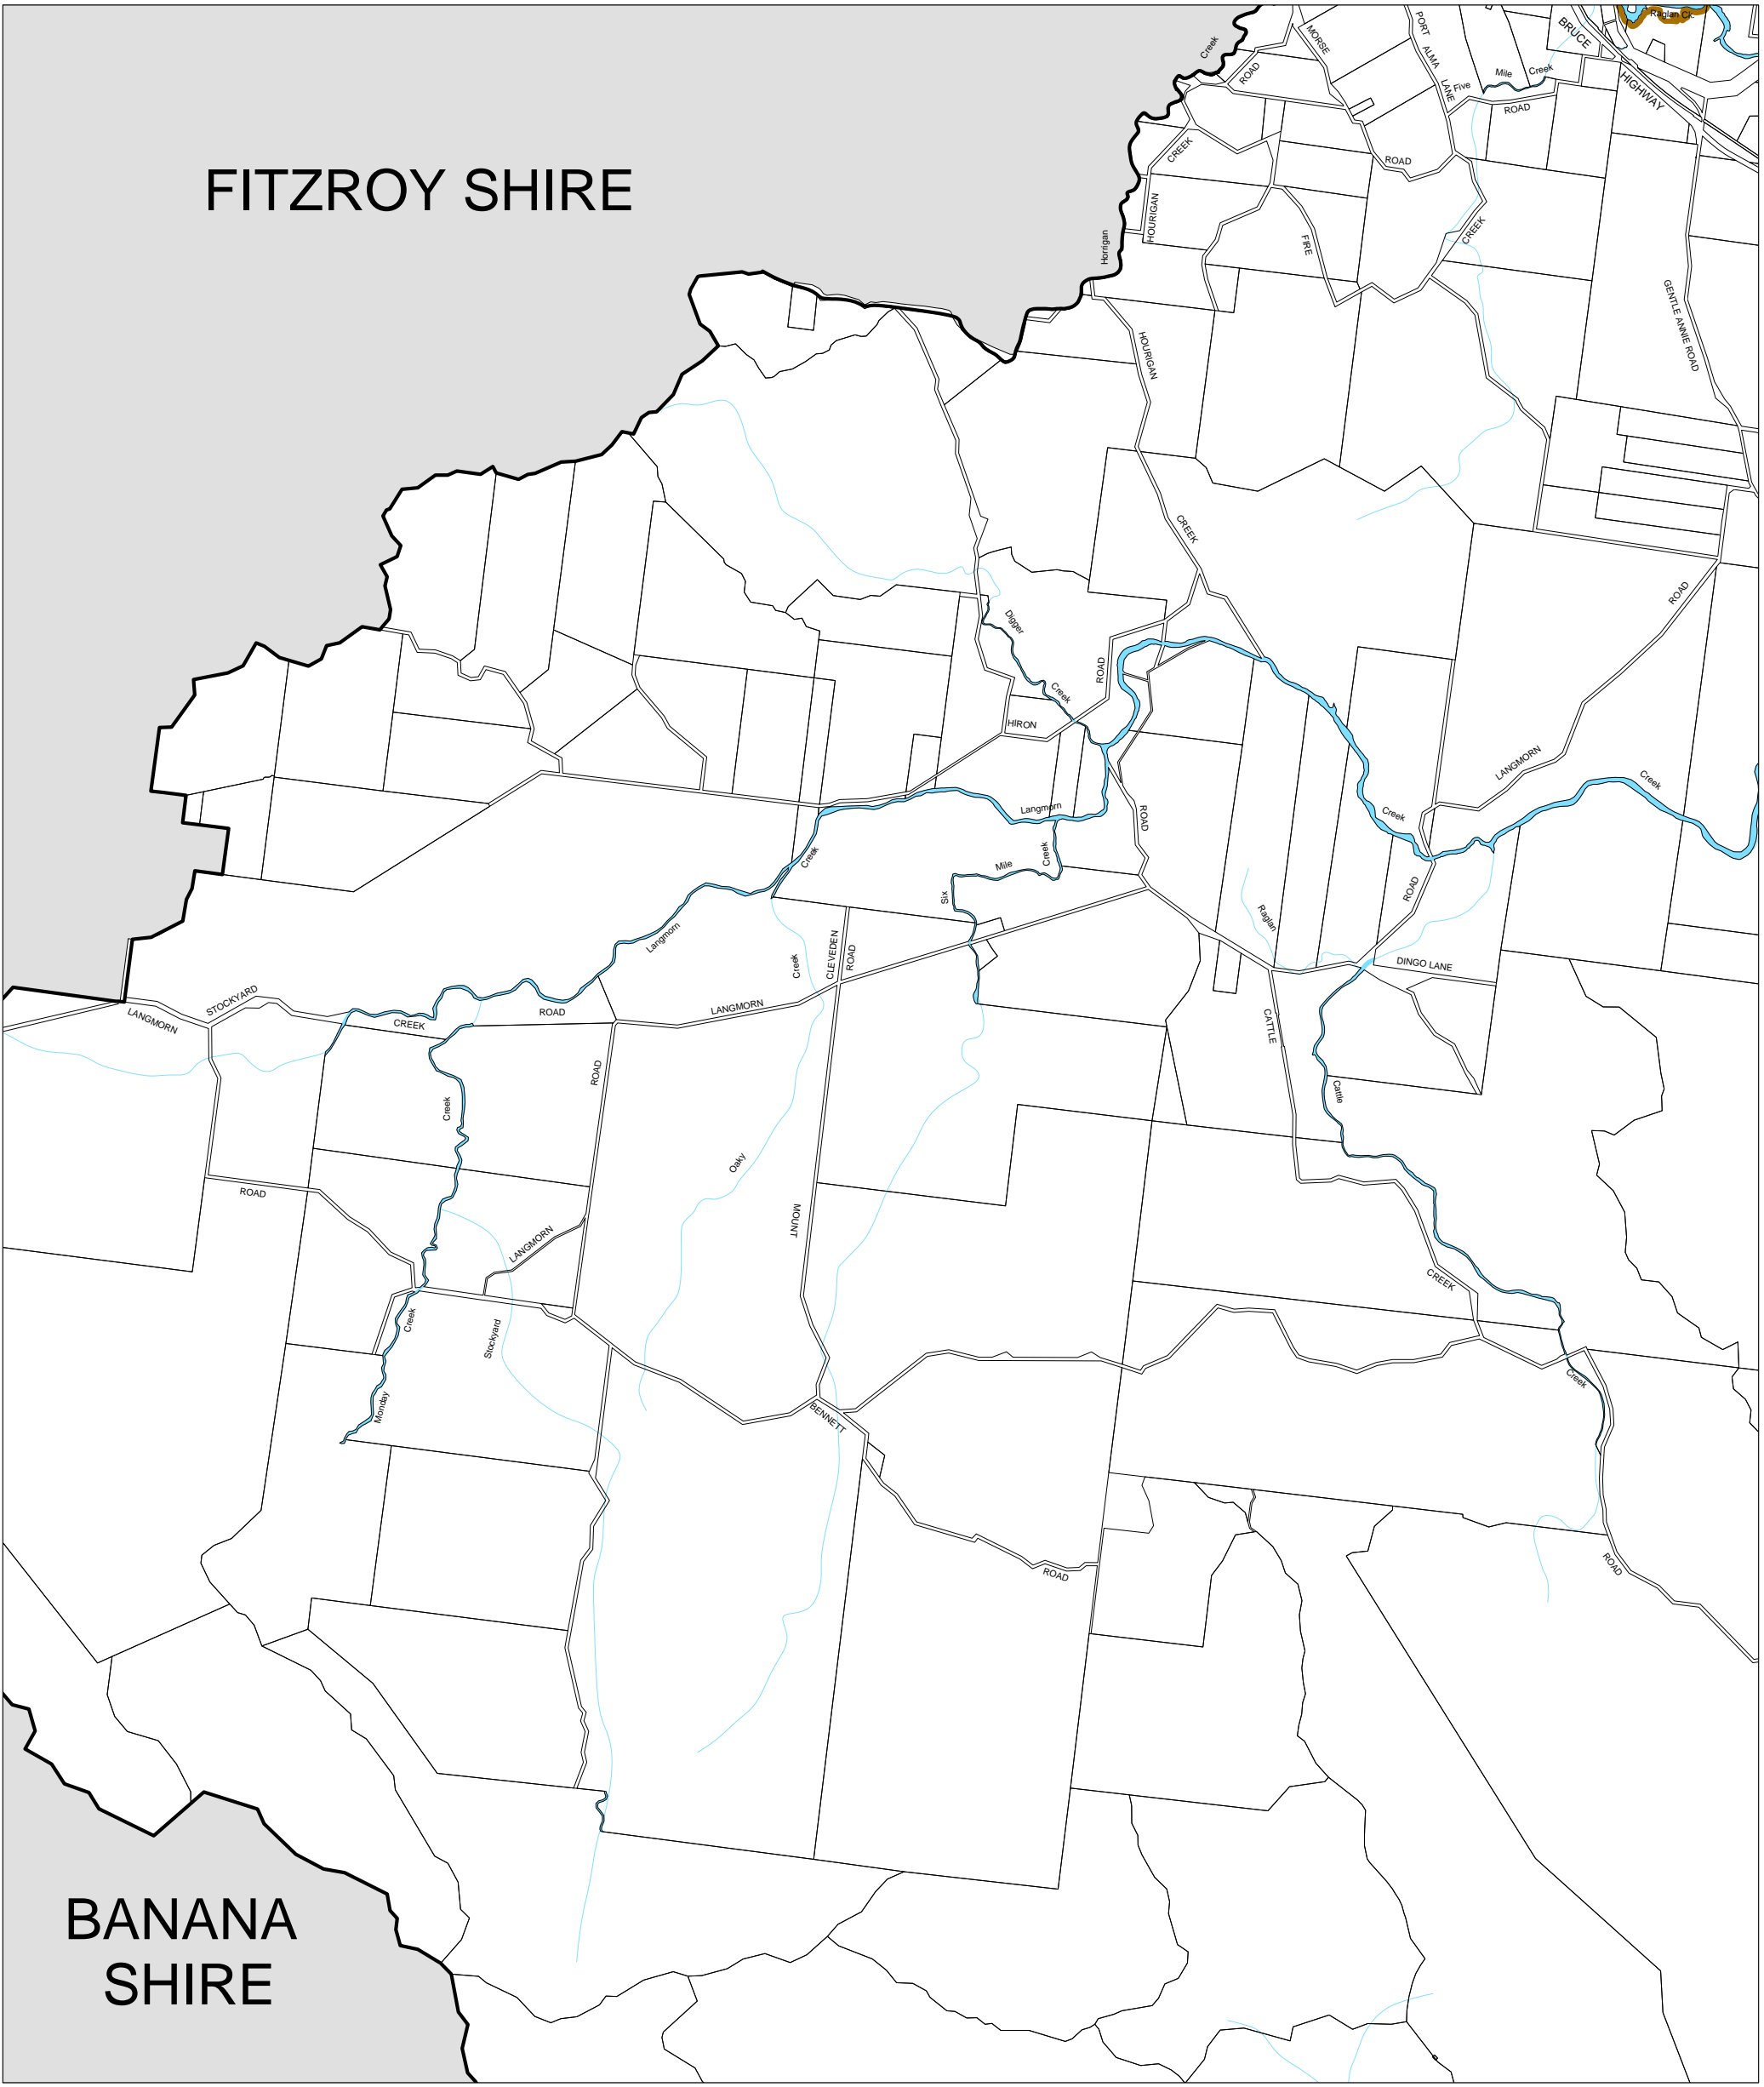 Raglan Ck.
PORT
ALMA
LANE
BRUCE
HIGHWAY
MORSE
Creek
ROAD
Five
Mile
Creek
ROAD
CREEK
ROAD
FITZROY SHIRE
HOURIGAN
FIRE
CREEK
Horrigan
GENTLE ANNIE ROAD
HOURIGAN
CREEK
ROAD
Digger
Creek
ROAD
HIRON
LANGMORN
Creek
Langmorn
ROAD
Creek
Creek
Creek
Mile
Six
ROAD
Raglan
Langmorn
CLEVEDEN
ROAD
Creek
DINGO LANE
STOCKYARD
LANGMORN
CREEK
ROAD
LANGMORN
CATTLE
ROAD
Creek
Cattle
Oaky
ROAD
MOUNT
LANGMORN
CREEK
Creek
Stockyard
Creek
Monday
BENNETT
ROAD
ROAD
BANANA
SHIRE